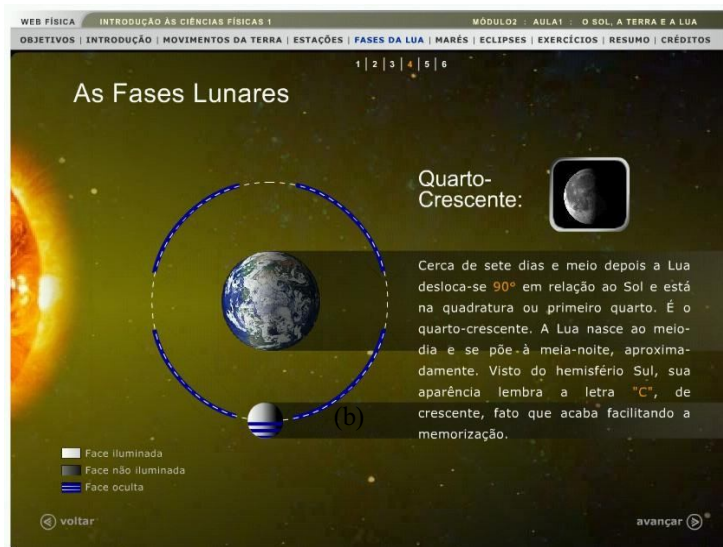 WEB FÍSICA INTRODUÇÃO ÀS CIÊNCIAS FÍSICAS 1 MÓDULO2 : AULA1 : O SOL, A TERRA E A LUA
OBJETIVOS | INTRODUÇÃO | MOVIMENTOS DA TERRA | ESTAÇÕES | FASES DA LUA | MARÉS | ECLIPSES | EXERCÍCIOS | RESUMO | CRÉDITOS
1 | 2 | 3 | 4 | 5 | 6
As Fases Lunares
Quarto-
Crescente:
Cerca de sete dias e meio depois a Lua
desloca-se 90° em relação ao Sol e está
na quadratura ou primeiro quarto. É o
quarto-crescente. A Lua nasce ao meio-
dia e se põe à meia-noite, aproxima-
damente. Visto do hemisfério Sul, sua
aparência lembra a letra "C", de
crescente, fato que acaba facilitando a
memorização.
(b)
Face iluminada
Face não iluminada
Face oculta
voltar
avançar